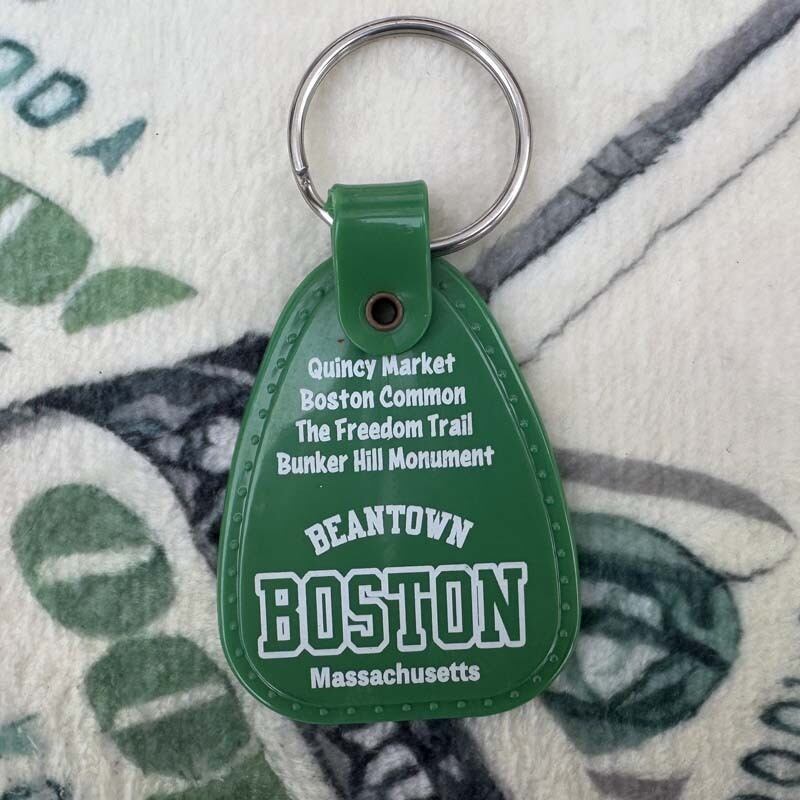 Quincy Market
Boston Common
The Freedom Trail
Bunker Hill Monument
BEANTOWN
BOSTON
Massachusetts